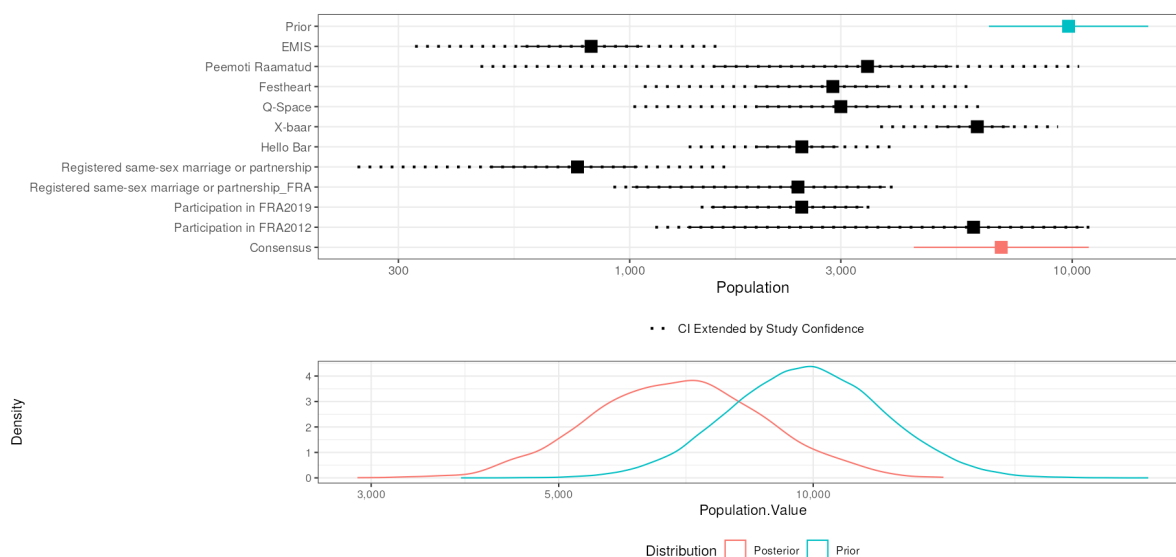 Prior
EMIS
Peemoti Raamatud
Festheart
Q-Space
X-baar
Hello Bar
Registered same-sex marriage or partnership
Registered same-sex marriage or partnership_FRA
Participation in FRA2019
Participation in FRA2012
Consensus
300 1,000 3,000 10,000
Population
CI Extended by Study Confidence
Density
4
3
2
1
0
3,000 5,000 10,000
Population.Value
Distribution Posterior Prior